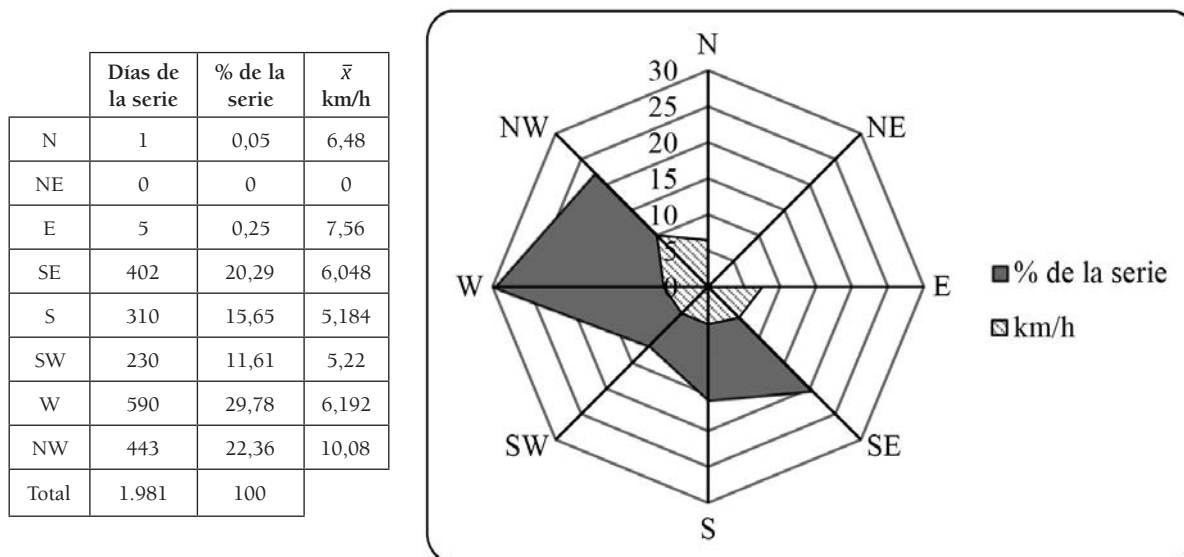 Días de % de la x̄
la serie serie km/h
N 1 0,05 6,48
NE 0 0 0
E 5 0,25 7,56
SE 402 20,29 6,048
S 310 15,65 5,184
SW 230 11,61 5,22
W 590 29,78 6,192
NW 443 22,36 10,08
Total 1.981 100
N
30
25
20
15
10
5
0
NW
NE
W
E
SW
SE
S
% de la serie
km/h